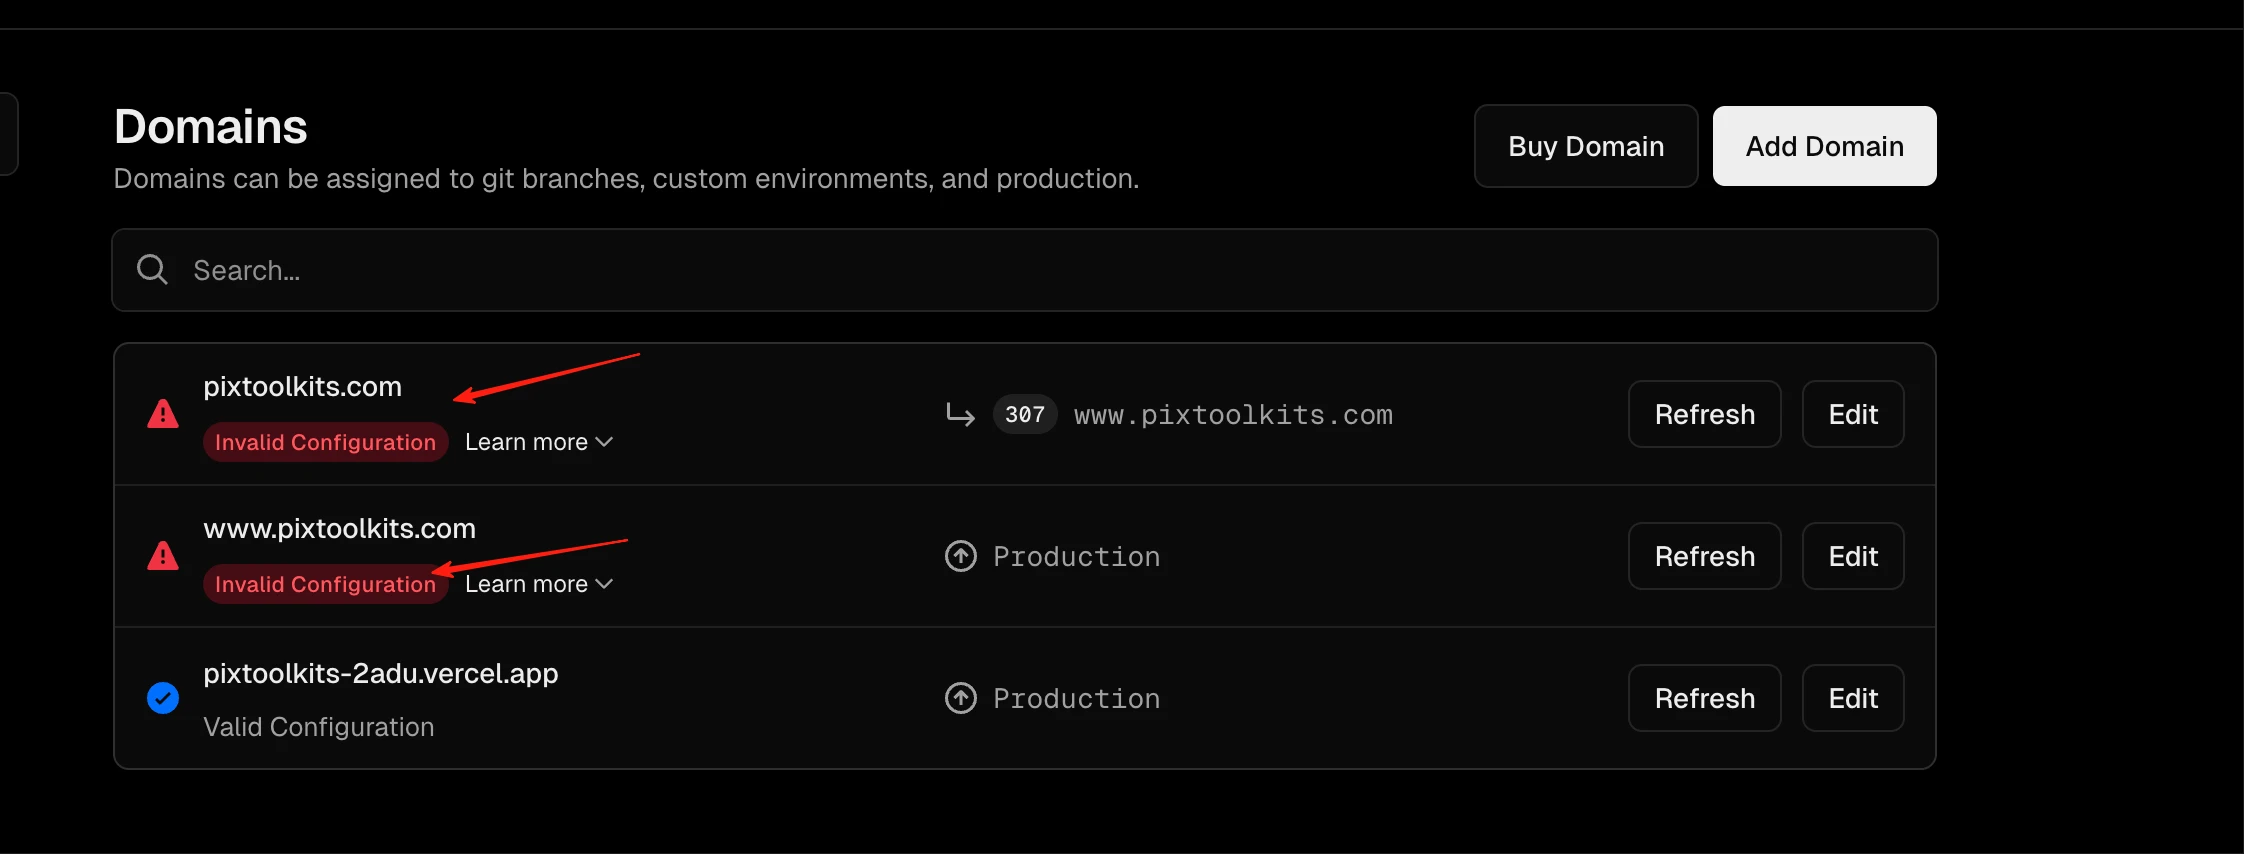 Domains
Domains can be assigned to git branches, custom environments, and production.
Buy Domain
Add Domain
Search...
pixtoolkits.com
Invalid Configuration
Learn more
307
www.pixtoolkits.com
Refresh
Edit
www.pixtoolkits.com
Invalid Configuration
Learn more
Production
Refresh
Edit
pixtoolkits-2adu.vercel.app
Valid Configuration
Production
Refresh
Edit